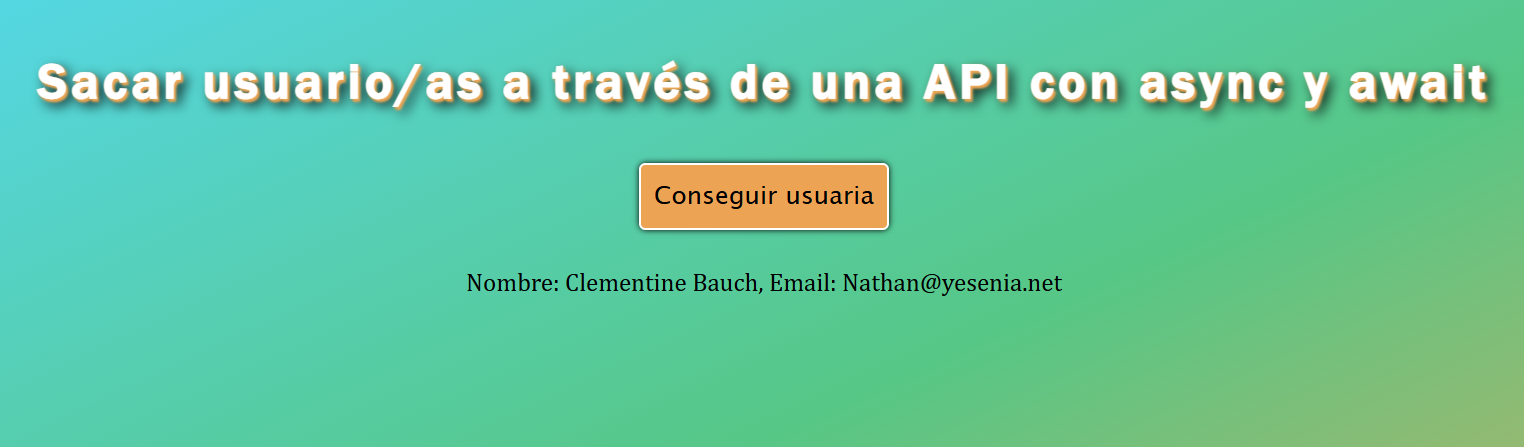 Sacar usuario/as a través de una API con async y await
Conseguir usuaria
Nombre: Clementine Bauch, Email: Nathan@yesenia.net